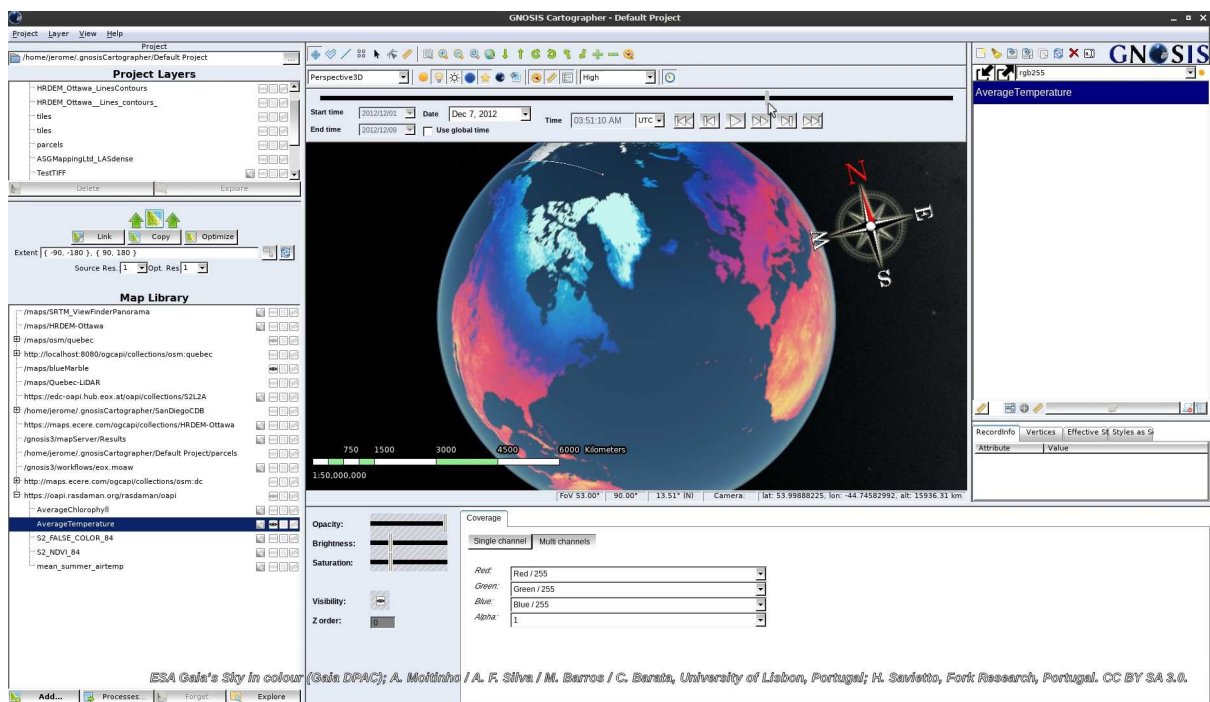 GNOSIS Cartographer - Default Project
Project Layer View Help
Project
/home/jerome/.gnosisCartographer/Default Project ...
Project Layers
HRDEM_Ottawa_LinesContours
HRDEM_Ottawa__Lines_contours_
tiles
tiles
parcels
ASGMappingLtd_LASdense
TestTIFF
Delete Explore
Link Copy Optimize
Extent { -90, -180 }, { 90, 180 }
Source Res. 1 Opt. Res 1
Map Library
/maps/SRTM_ViewFinderPanorama
/maps/HRDEM-Ottawa
/maps/osm/quebec
http://localhost:8080/ogcapi/collections/osm:quebec
/maps/blueMarble
/maps/Quebec-LiDAR
https://edc-oapi.hub.eox.at/oapi/collections/S2L2A
/home/jerome/.gnosisCartographer/SanDiegoCDB
https://maps.ecere.com/ogcapi/collections/HRDEM-Ottawa
/gnosis3/mapServer/Results
/home/jerome/.gnosisCartographer/Default Project/parcels
/gnosis3/workflows/eox.moaw
http://maps.ecere.com/ogcapi/collections/osm:dc
https://oapi.rasdaman.org/rasdaman/oapi
AverageChlorophyll
AverageTemperature
S2_FALSE_COLOR_84
S2_NDVI_84
mean_summer_airtemp
Add... Processes... Forget Explore
Perspective3D High
Start time 2012/12/01 Date Dec 7, 2012 Time 03:51:10 AM UTC
End time 2012/12/09 Use global time
N
E
W
S
750 1500 3000 4500 6000 Kilometers
1:50,000,000
FoV 53.00° 90.00° 13.51° (N) Camera: lat: 53.99888225, lon: -44.74582992, alt: 15936.31 km
Opacity:
Brightness:
Saturation:
Visibility:
Z order: 0
Coverage
Single channel Multi channels
Red: Red / 255
Green: Green / 255
Blue: Blue / 255
Alpha: 1
GNOSIS
rgb255
AverageTemperature
RecordInfo Vertices Effective St Styles as S
Attribute Value
ESA Gaia's Sky in colour (Gaia DPAC); A. Moitinho / A. F. Silva / M. Barros / C. Barata, University of Lisbon, Portugal; H. Savietto, Fork Research, Portugal. CC BY SA 3.0.